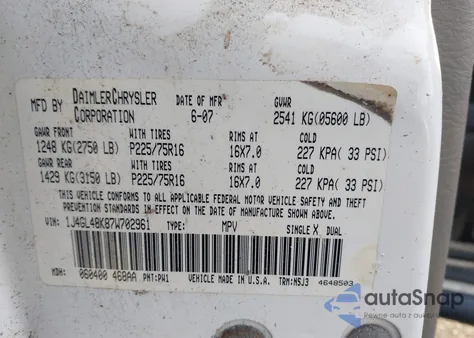 MFD BY DAIMLERCHRYSLER CORPORATION DATE OF MFR 6-07 GVWR 2541 KG(05600 LB)
GAWR FRONT WITH TIRES RIMS AT COLD
1248 KG(2750 LB) P225/75R16 16X7.0 227 KPA( 33 PSI)
GAWR REAR WITH TIRES RIMS AT COLD
1429 KG(3150 LB) P225/75R16 16X7.0 227 KPA( 33 PSI)
THIS VEHICLE CONFORMS TO ALL APPLICABLE FEDERAL MOTOR VEHICLE SAFETY AND THEFT
PREVENTION STANDARDS IN EFFECT ON THE DATE OF MANUFACTURE SHOWN ABOVE.
VIN: 1J4GL48K87W702961 TYPE: MPV SINGLE X DUAL
MDH: 060400 468AA PNT:PW1 VEHICLE MADE IN U.S.A. TRM:NSJ3 4648503
autoSnap
Pewne auto z USA